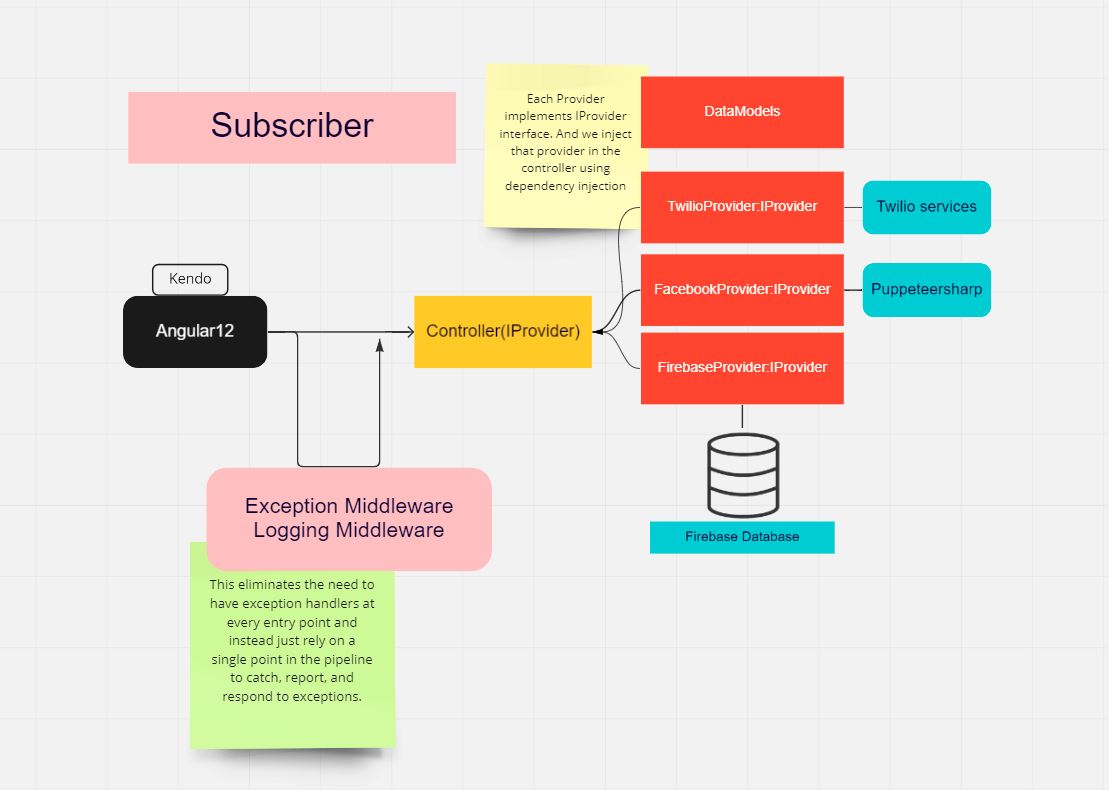 Subscriber
Each Provider
implements IProvider
interface. And we inject
that provider in the
controller using
dependency injection
DataModels
TwilioProvider:IProvider
Twilio services
Kendo
Angular12
Controller(IProvider)
FacebookProvider:IProvider
Puppeteersharp
FirebaseProvider:IProvider
Firebase Database
Exception Middleware
Logging Middleware
This eliminates the need to
have exception handlers at
every entry point and
instead just rely on a
single point in the pipeline
to catch, report, and
respond to exceptions.